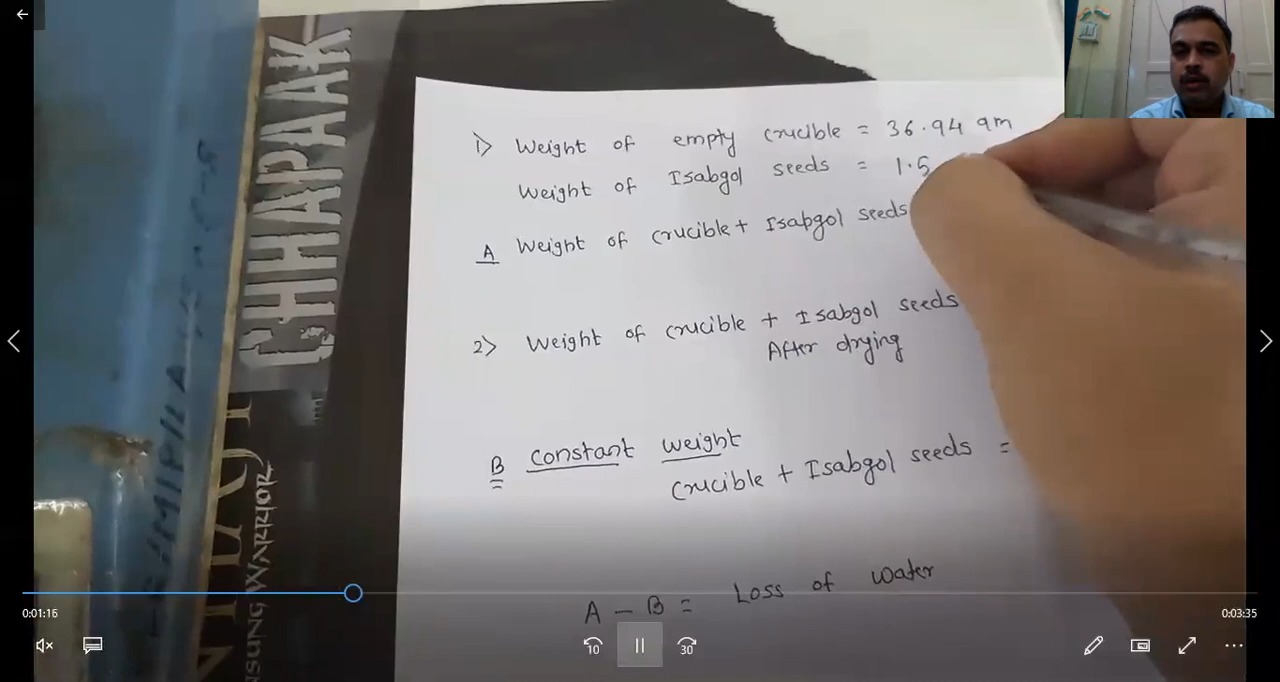 CHHAPAAK
1) Weight of empty crucible = 36.94 gm
Weight of Isabgol seeds = 1.5
A Weight of crucible + Isabgol seeds
2) Weight of crucible + Isabgol seeds
After drying
B constant weight
crucible + Isabgol seeds =
A - B = Loss of water
WARRIOR
0:01:16
0:03:35
10
30